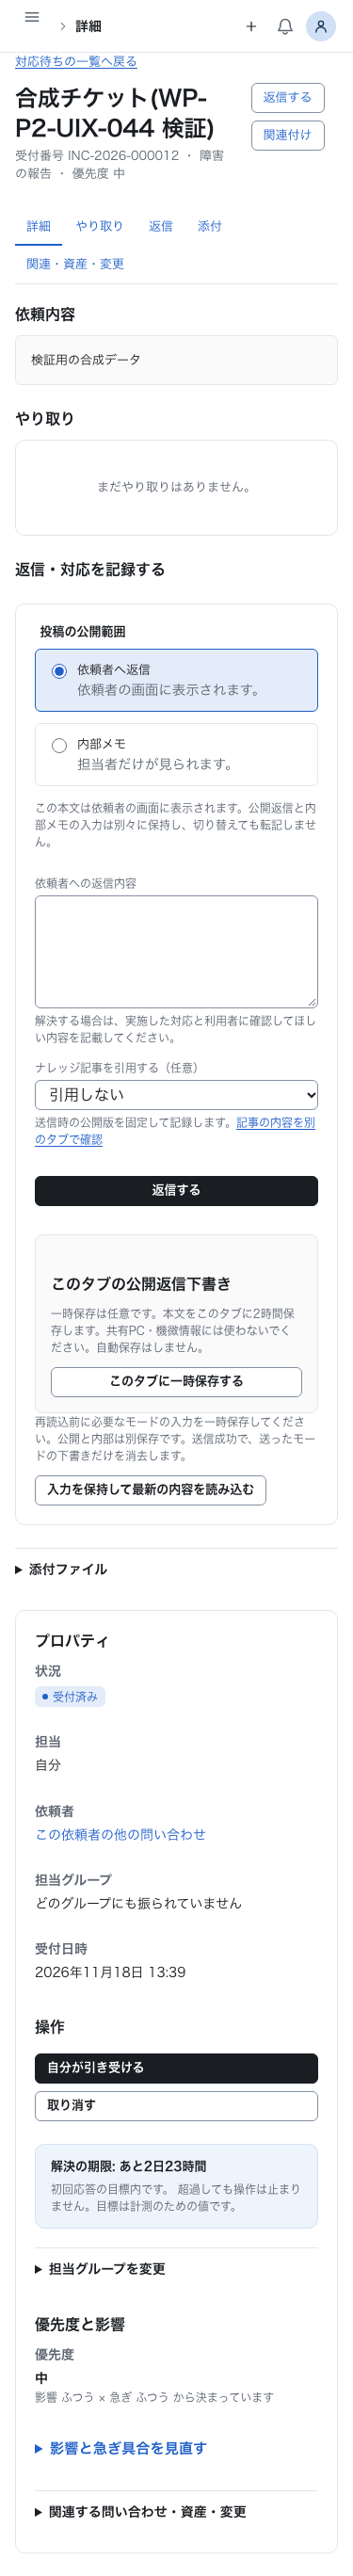 詳細
対応待ちの一覧へ戻る
合成チケット(WP-
P2-UIX-044 検証)
返信する
関連付け
受付番号 INC-2026-000012 ・ 障害
の報告 ・ 優先度 中
詳細 やり取り 返信 添付
関連・資産・変更
依頼内容
検証用の合成データ
やり取り
まだやり取りはありません。
返信・対応を記録する
投稿の公開範囲
依頼者へ返信
依頼者の画面に表示されます。
内部メモ
担当者だけが見られます。
この本文は依頼者の画面に表示されます。公開返信と内
部メモの入力は別々に保持し、切り替えても転記しませ
ん。
依頼者への返信内容
解決する場合は、実施した対応と利用者に確認してほし
い内容を記載してください。
ナレッジ記事を引用する（任意）
引用しない
送信時の公開版を固定して記録します。記事の内容を別
のタブで確認
返信する
このタブの公開返信下書き
一時保存は任意です。本文をこのタブに2時間保
存します。共有PC・機微情報には使わないでく
ださい。自動保存はしません。
このタブに一時保存する
再読込前に必要なモードの入力を一時保存してくださ
い。公開と内部は別保存です。送信成功で、送ったモー
ドの下書きだけを消去します。
入力を保持して最新の内容を読み込む
添付ファイル
プロパティ
状況
受付済み
担当
自分
依頼者
この依頼者の他の問い合わせ
担当グループ
どのグループにも振られていません
受付日時
2026年11月18日 13:39
操作
自分が引き受ける
取り消す
解決の期限: あと2日23時間
初回応答の目標内です。 超過しても操作は止まり
ません。目標は計測のための値です。
担当グループを変更
優先度と影響
優先度
中
影響 ふつう × 急ぎ ふつう から決まっています
影響と急ぎ具合を見直す
関連する問い合わせ・資産・変更